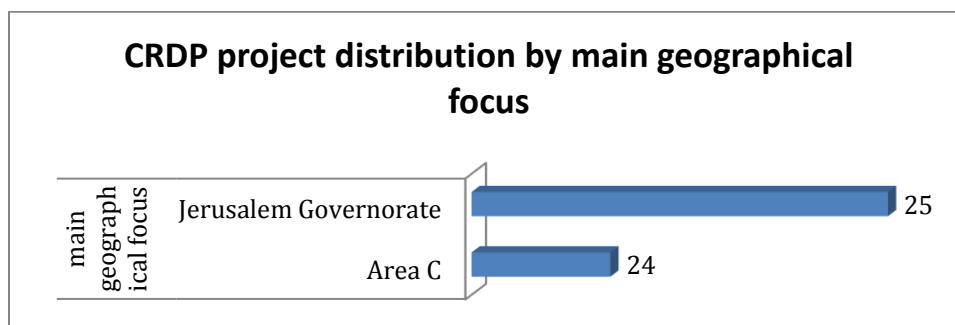 CRDP project distribution by main geographical
focus
main
geograph
ical focus
Jerusalem Governorate
25
Area C
24